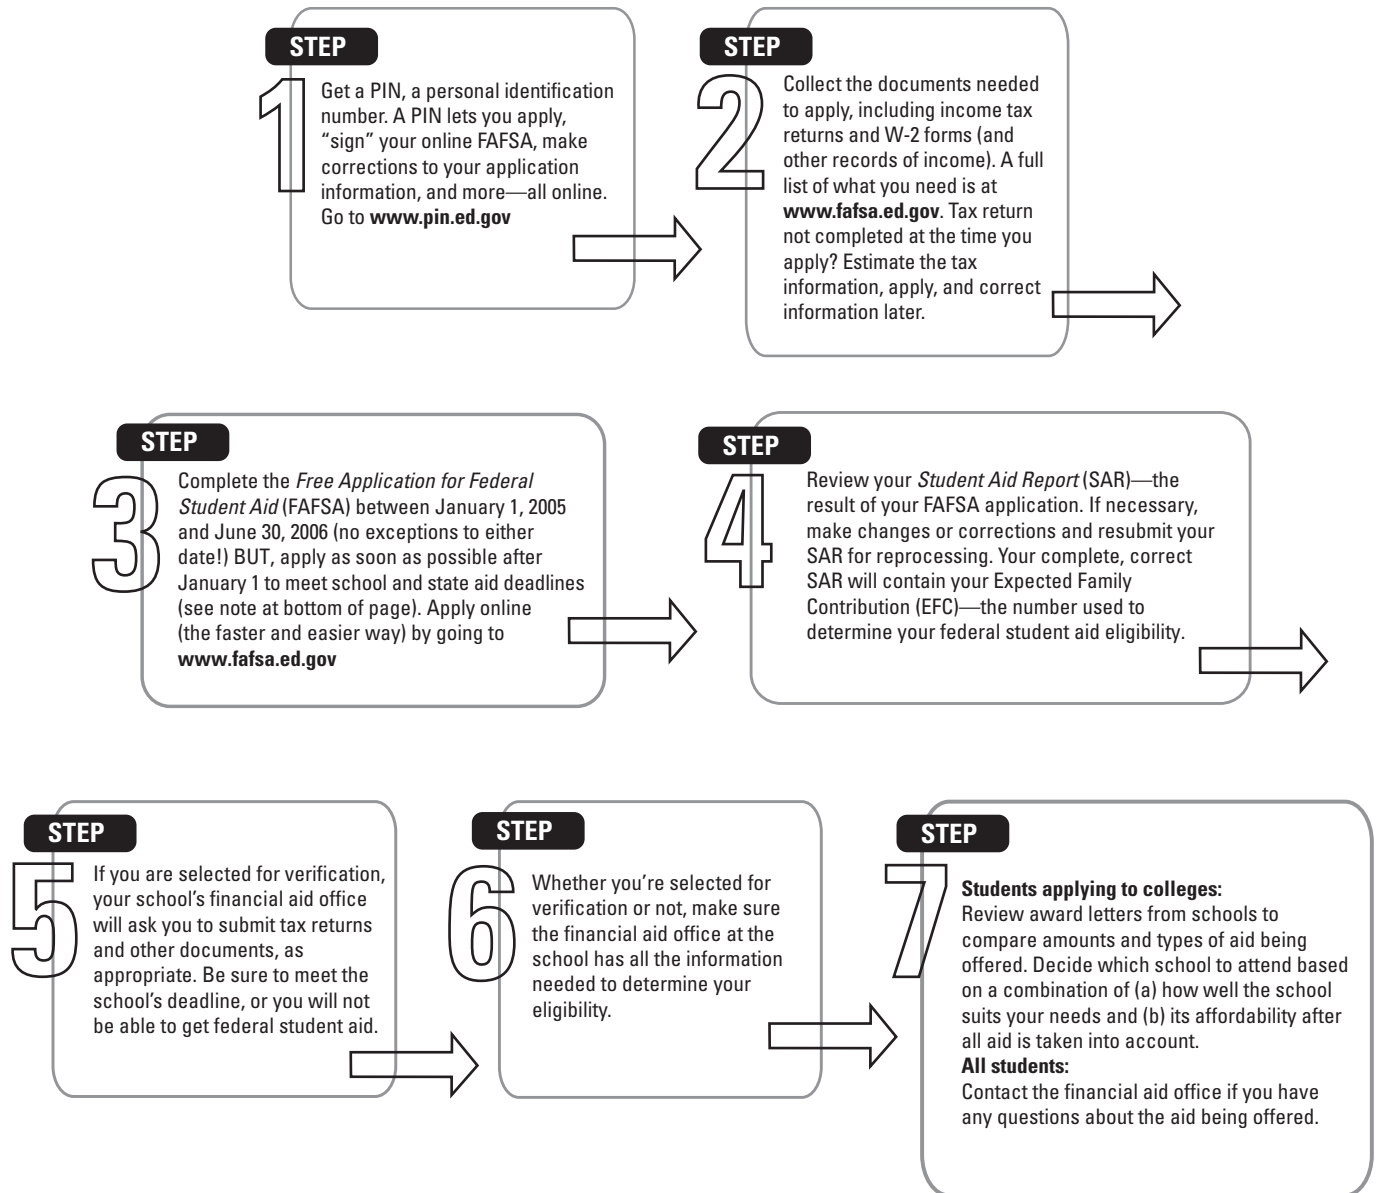 STEP
1
Get a PIN, a personal identification
number. A PIN lets you apply,
“sign” your online FAFSA, make
corrections to your application
information, and more—all online.
Go to www.pin.ed.gov
STEP
2
Collect the documents needed
to apply, including income tax
returns and W-2 forms (and
other records of income). A full
list of what you need is at
www.fafsa.ed.gov. Tax return
not completed at the time you
apply? Estimate the tax
information, apply, and correct
information later.
STEP
3
Complete the Free Application for Federal
Student Aid (FAFSA) between January 1, 2005
and June 30, 2006 (no exceptions to either
date!) BUT, apply as soon as possible after
January 1 to meet school and state aid deadlines
(see note at bottom of page). Apply online
(the faster and easier way) by going to
www.fafsa.ed.gov
STEP
4
Review your Student Aid Report (SAR)—the
result of your FAFSA application. If necessary,
make changes or corrections and resubmit your
SAR for reprocessing. Your complete, correct
SAR will contain your Expected Family
Contribution (EFC)—the number used to
determine your federal student aid eligibility.
STEP
5
If you are selected for verification,
your school’s financial aid office
will ask you to submit tax returns
and other documents, as
appropriate. Be sure to meet the
school’s deadline, or you will not
be able to get federal student aid.
STEP
6
Whether you’re selected for
verification or not, make sure
the financial aid office at the
school has all the information
needed to determine your
eligibility.
STEP
7
Students applying to colleges:
Review award letters from schools to
compare amounts and types of aid being
offered. Decide which school to attend based
on a combination of (a) how well the school
suits your needs and (b) its affordability after
all aid is taken into account.
All students:
Contact the financial aid office if you have
any questions about the aid being offered.